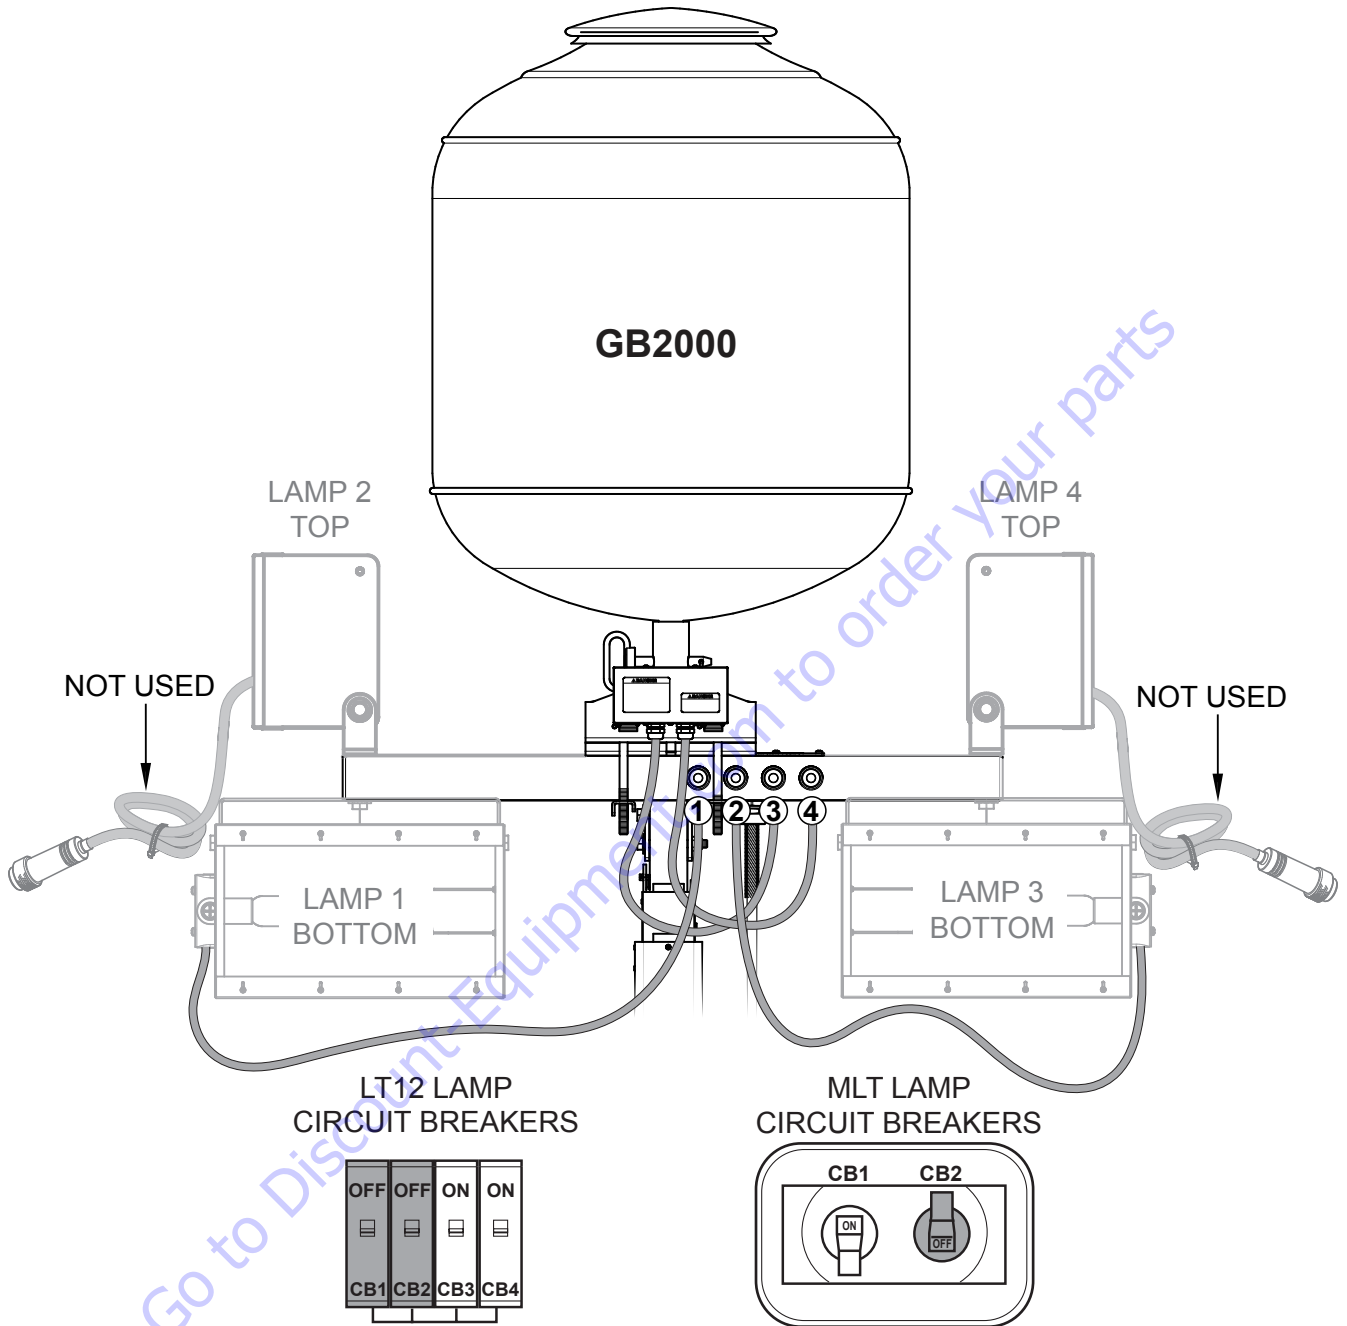 GB2000
LAMP 2
TOP
LAMP 4
TOP
NOT USED
NOT USED
⚠DANGER
⚠DANGER
1 2 3 4
LAMP 1
BOTTOM
LAMP 3
BOTTOM
LT12 LAMP
CIRCUIT BREAKERS
OFF OFF ON ON
CB1 CB2 CB3 CB4
MLT LAMP
CIRCUIT BREAKERS
CB1 CB2
ON OFF
Go to Discount-Equipment.com to order your parts